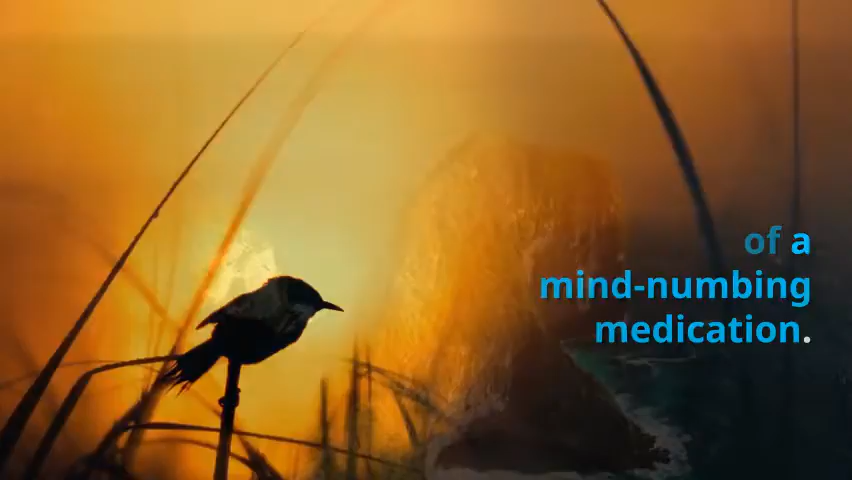 of a
mind-numbing
medication.